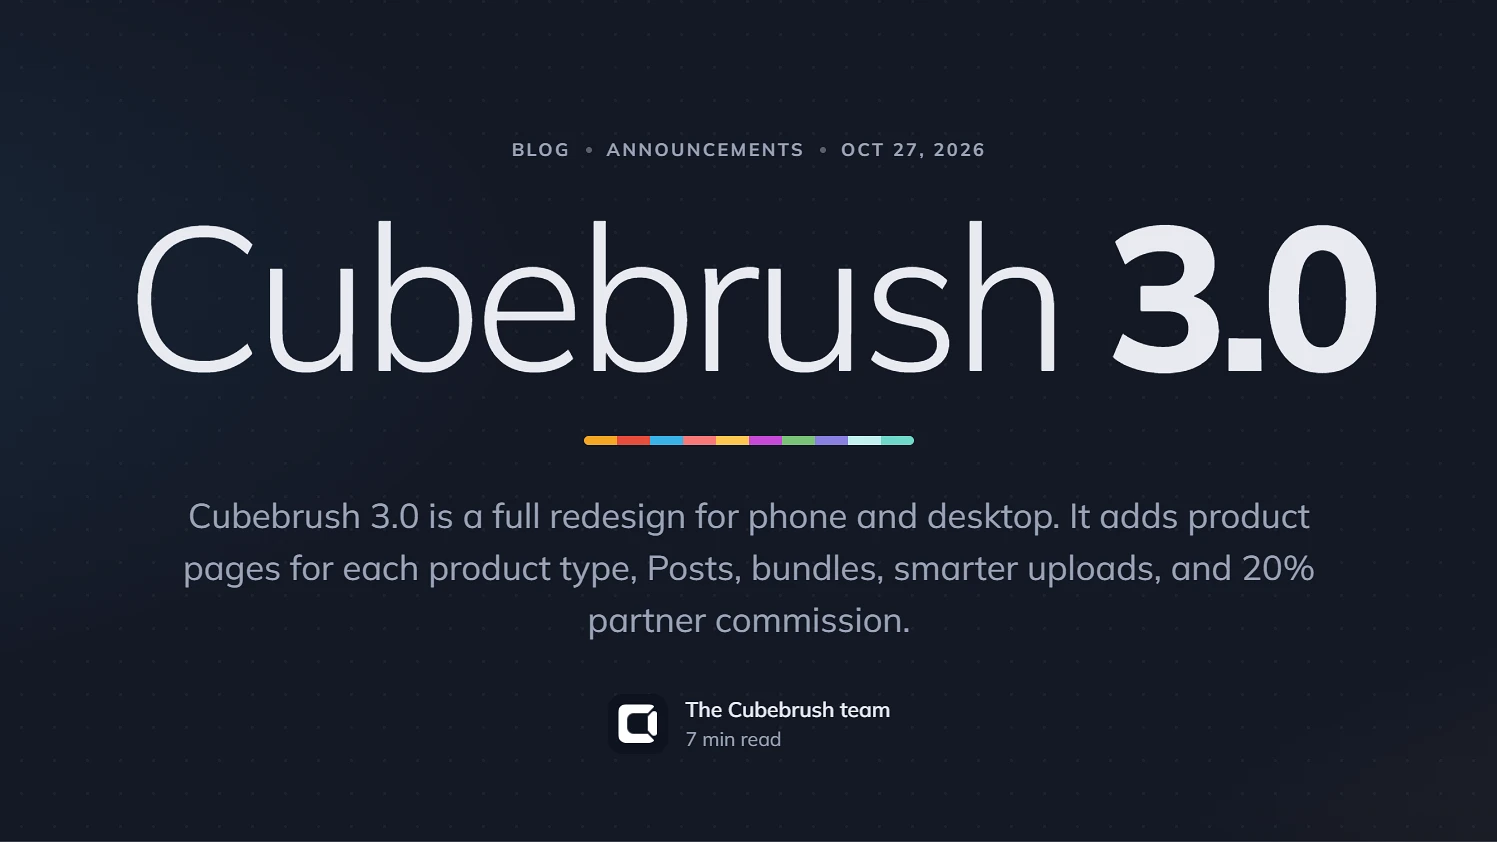 BLOG • ANNOUNCEMENTS • OCT 27, 2026
Cubebrush 3.0
Cubebrush 3.0 is a full redesign for phone and desktop. It adds product
pages for each product type, Posts, bundles, smarter uploads, and 20%
partner commission.
The Cubebrush team
7 min read